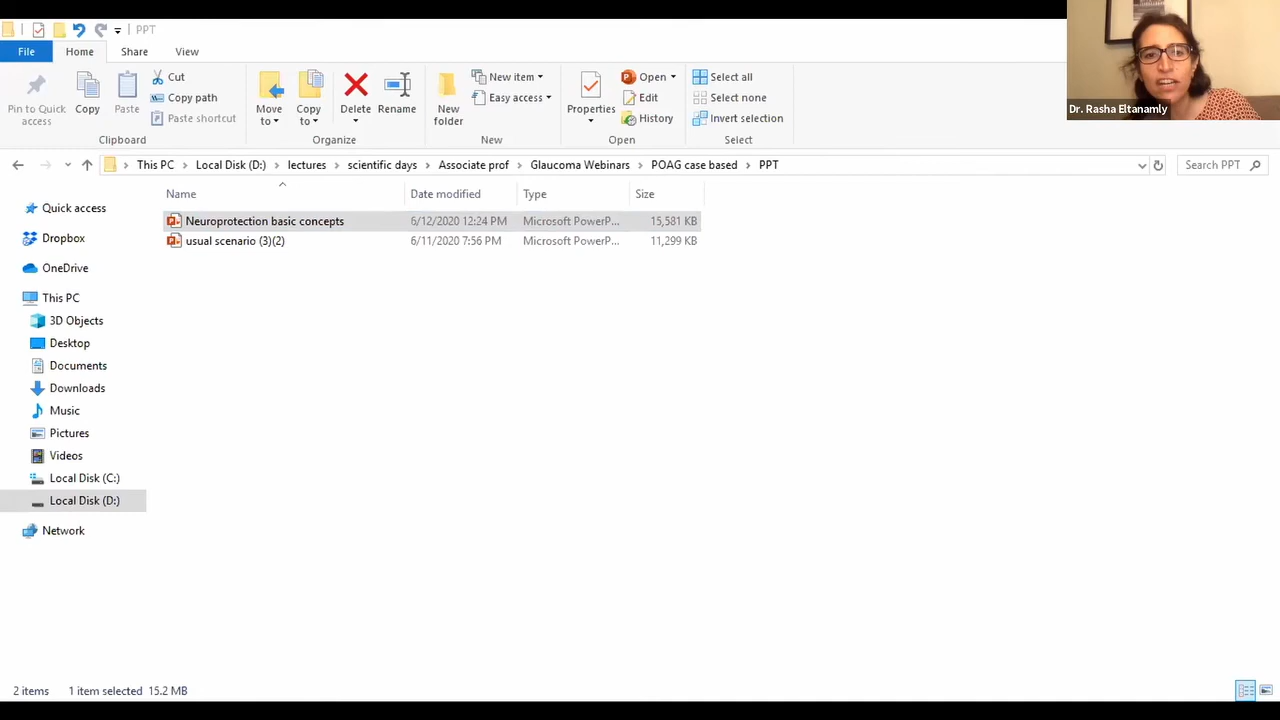 PPT
File Home Share View
Pin to Quick access
Copy
Paste
Cut
Copy path
Paste shortcut
Clipboard
Move to
Copy to
Delete
Rename
Organize
New folder
New item
Easy access
New
Properties
Open
Edit
History
Open
Select all
Select none
Invert selection
Select
Dr. Rasha Eltanamly
This PC > Local Disk (D:) > lectures > scientific days > Associate prof > Glaucoma Webinars > POAG case based > PPT
Search PPT
Name Date modified Type Size
Neuroprotection basic concepts 6/12/2020 12:24 PM Microsoft PowerP... 15,581 KB
usual scenario (3)(2) 6/11/2020 7:56 PM Microsoft PowerP... 11,299 KB
Quick access
Dropbox
OneDrive
This PC
3D Objects
Desktop
Documents
Downloads
Music
Pictures
Videos
Local Disk (C:)
Local Disk (D:)
Network
2 items 1 item selected 15.2 MB